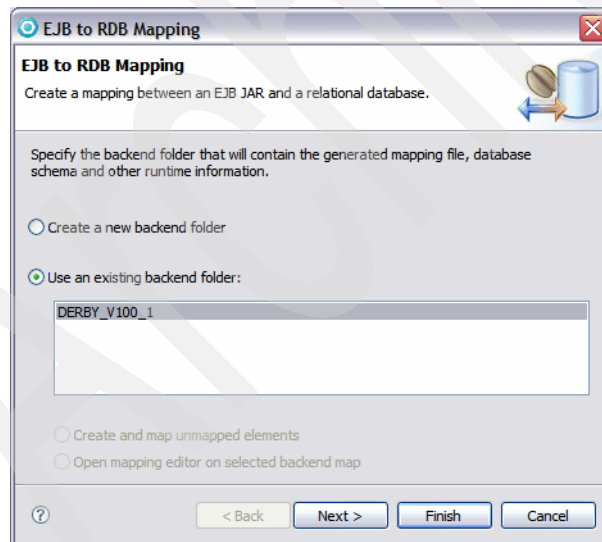 EJB to RDB Mapping
EJB to RDB Mapping
Create a mapping between an EJB JAR and a relational database.
Specify the backend folder that will contain the generated mapping file, database
schema and other runtime information.
Create a new backend folder
Use an existing backend folder:
DERBY_V100_1
Create and map unmapped elements
Open mapping editor on selected backend map
? < Back Next > Finish Cancel